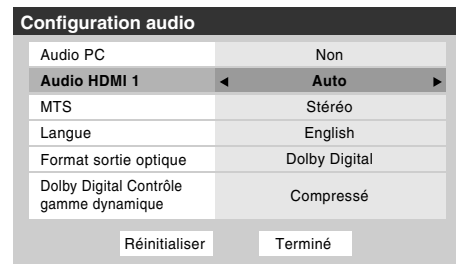 Configuration audio
Audio PC Non
Audio HDMI 1 ◀ Auto ▶
MTS Stéréo
Langue English
Format sortie optique Dolby Digital
Dolby Digital Contrôle
gamme dynamique Compressé
Réinitialiser Terminé